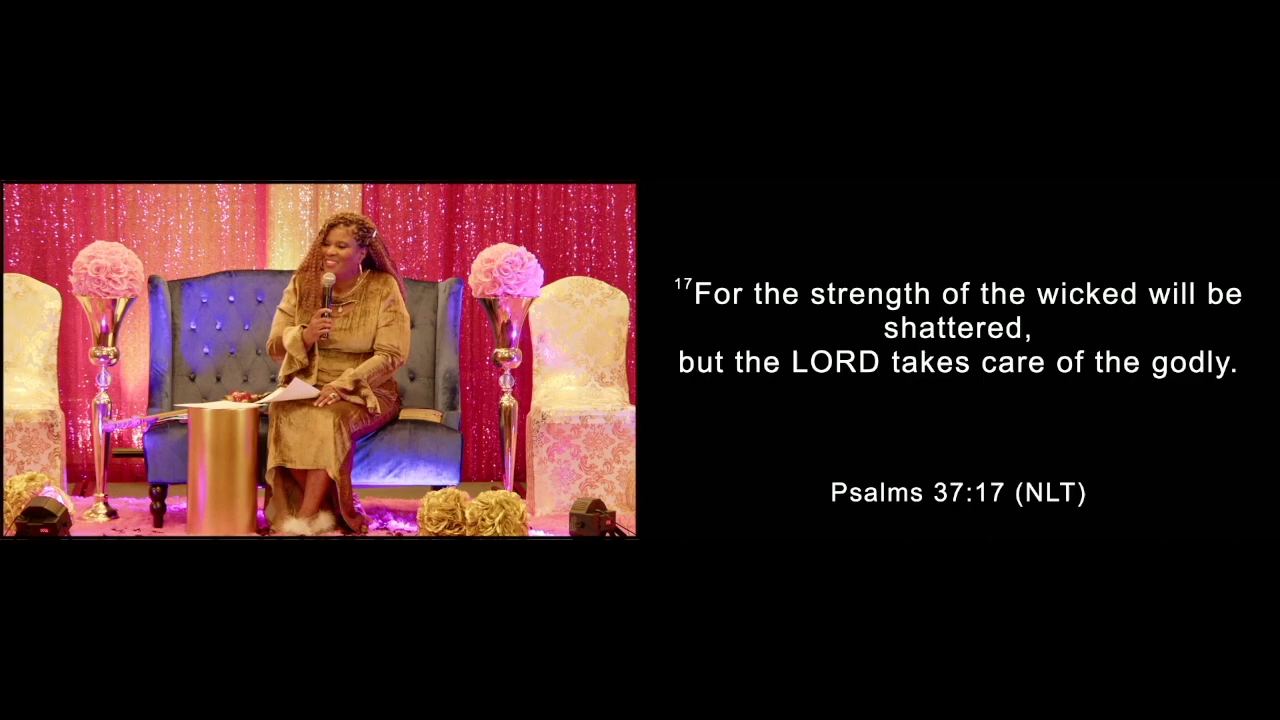 17For the strength of the wicked will be
shattered,
but the LORD takes care of the godly.
Psalms 37:17 (NLT)